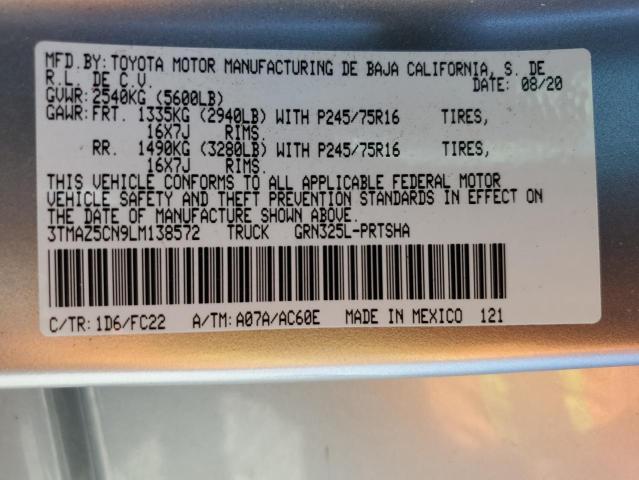 MFD.BY:TOYOTA MOTOR MANUFACTURING DE BAJA CALIFORNIA, S. DE
R.L. DE C.V. DATE: 08/20
GVWR:2540KG (5600LB)
GAWR:FRT. 1335KG (2940LB) WITH P245/75R16 TIRES,
16X7J RIMS.
RR. 1490KG (3280LB) WITH P245/75R16 TIRES,
16X7J RIMS.
THIS VEHICLE CONFORMS TO ALL APPLICABLE FEDERAL MOTOR
VEHICLE SAFETY AND THEFT PREVENTION STANDARDS IN EFFECT ON
THE DATE OF MANUFACTURE SHOWN ABOVE.
3TMAZ5CN9LM138572 TRUCK GRN325L-PRTSHA
C/TR:1D6/FC22 A/TM:A07A/AC60E MADE IN MEXICO 121